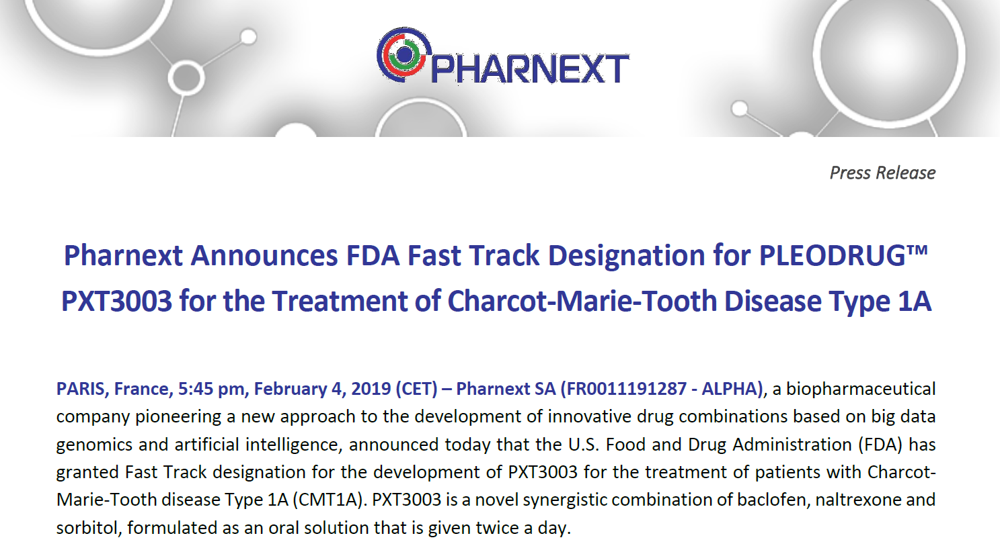 PHARNEXT
Press Release
Pharnext Announces FDA Fast Track Designation for PLEODRUG™
PXT3003 for the Treatment of Charcot-Marie-Tooth Disease Type 1A
PARIS, France, 5:45 pm, February 4, 2019 (CET) – Pharnext SA (FR0011191287 - ALPHA), a biopharmaceutical
company pioneering a new approach to the development of innovative drug combinations based on big data
genomics and artificial intelligence, announced today that the U.S. Food and Drug Administration (FDA) has
granted Fast Track designation for the development of PXT3003 for the treatment of patients with Charcot-
Marie-Tooth disease Type 1A (CMT1A). PXT3003 is a novel synergistic combination of baclofen, naltrexone and
sorbitol, formulated as an oral solution that is given twice a day.